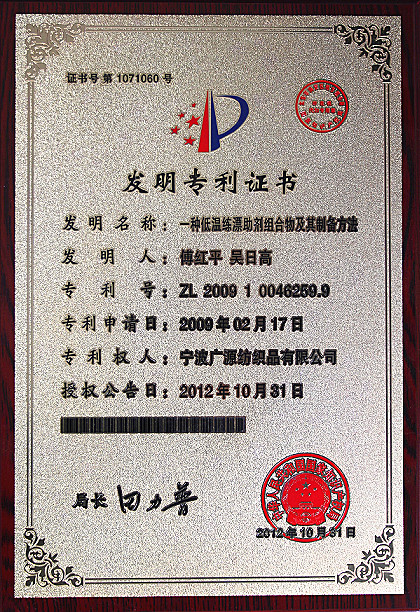 证书号第1071060号
发明专利证书
发明名称：一种低温练漂助剂组合物及其制备方法
发明人：傅红平 吴日高
专利号：ZL 2009 1 0046259.9
专利申请日：2009年02月17日
专利权人：宁波广源纺织品有限公司
授权公告日：2012年10月31日
局长 田力普
2012年10月31日